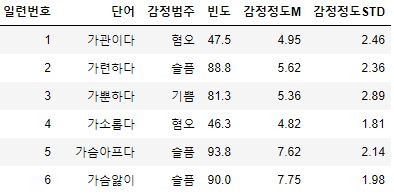 일련번호 단어 감정범주 빈도 감정정도M 감정정도STD
1 가관이다 혐오 47.5 4.95 2.46
2 가련하다 슬픔 88.8 5.62 2.36
3 가뿐하다 기쁨 81.3 5.36 2.89
4 가소롭다 혐오 46.3 4.82 1.81
5 가슴아프다 슬픔 93.8 7.62 2.14
6 가슴앓이 슬픔 90.0 7.75 1.98